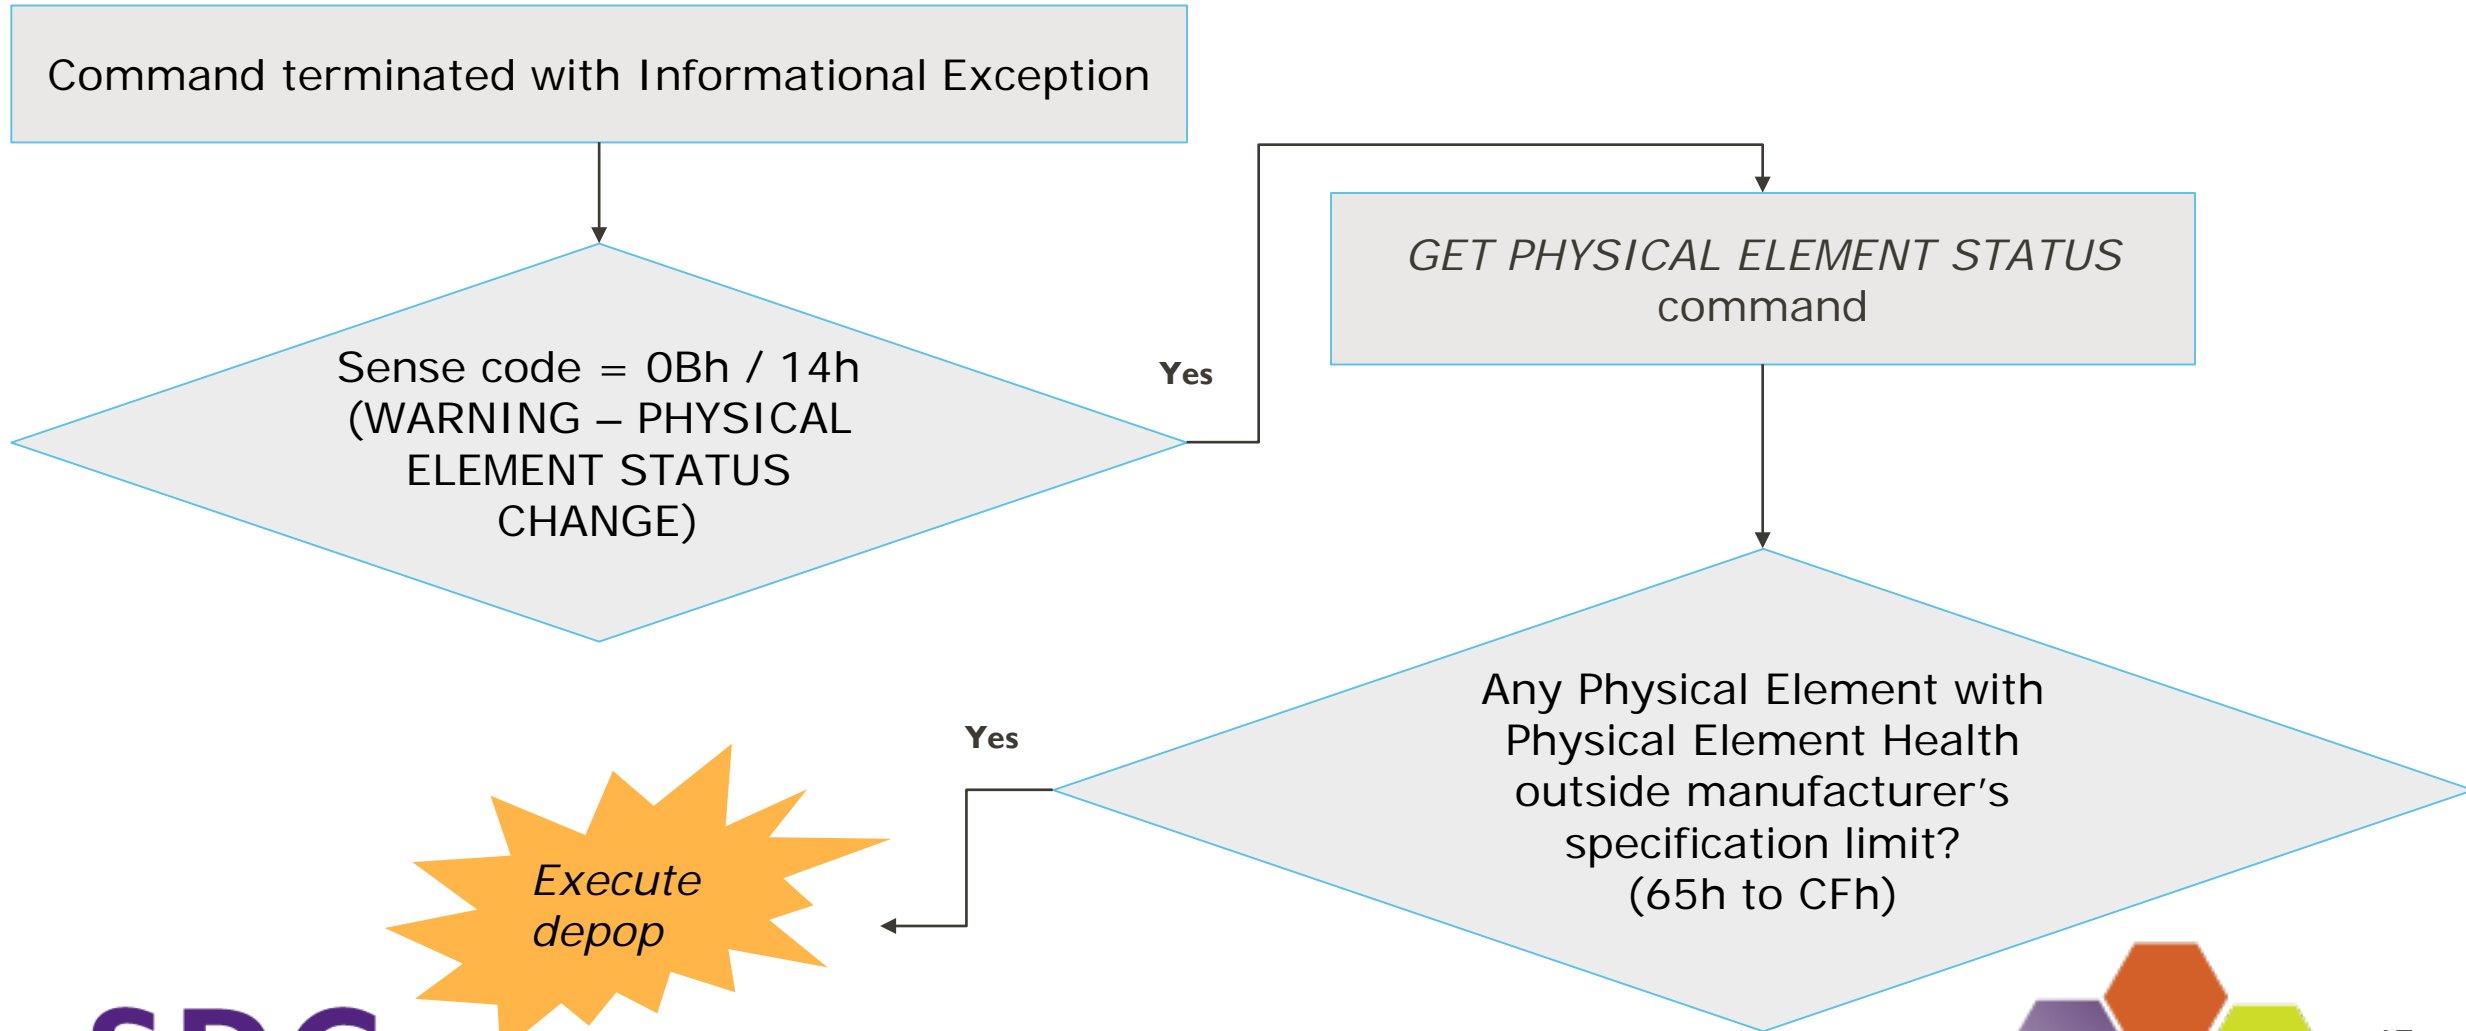 Command terminated with Informational Exception
Sense code = 0Bh / 14h
(WARNING – PHYSICAL
ELEMENT STATUS
CHANGE)
Yes
GET PHYSICAL ELEMENT STATUS
command
Any Physical Element with
Physical Element Health
outside manufacturer’s
specification limit?
(65h to CFh)
Yes
Execute
depop